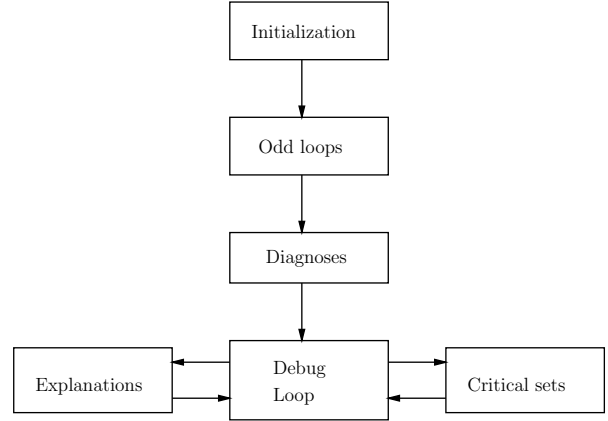 Initialization
Odd loops
Diagnoses
Debug
Loop
Explanations
Critical sets